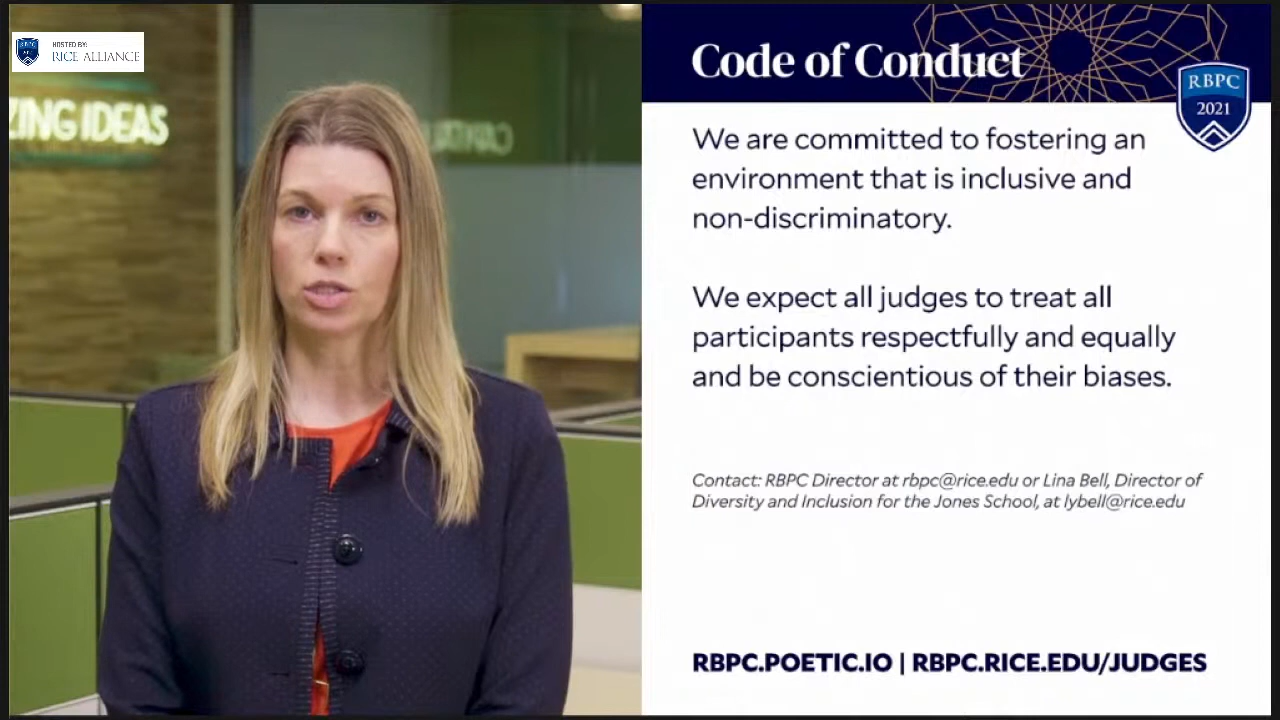 RBPC
HOSTED BY:
RICE ALLIANCE
ZING IDEAS
Code of Conduct
RBPC
2021
We are committed to fostering an
environment that is inclusive and
non-discriminatory.
We expect all judges to treat all
participants respectfully and equally
and be conscientious of their biases.
Contact: RBPC Director at rbpc@rice.edu or Lina Bell, Director of
Diversity and Inclusion for the Jones School, at lybell@rice.edu
RBPC.POETIC.IO | RBPC.RICE.EDU/JUDGES